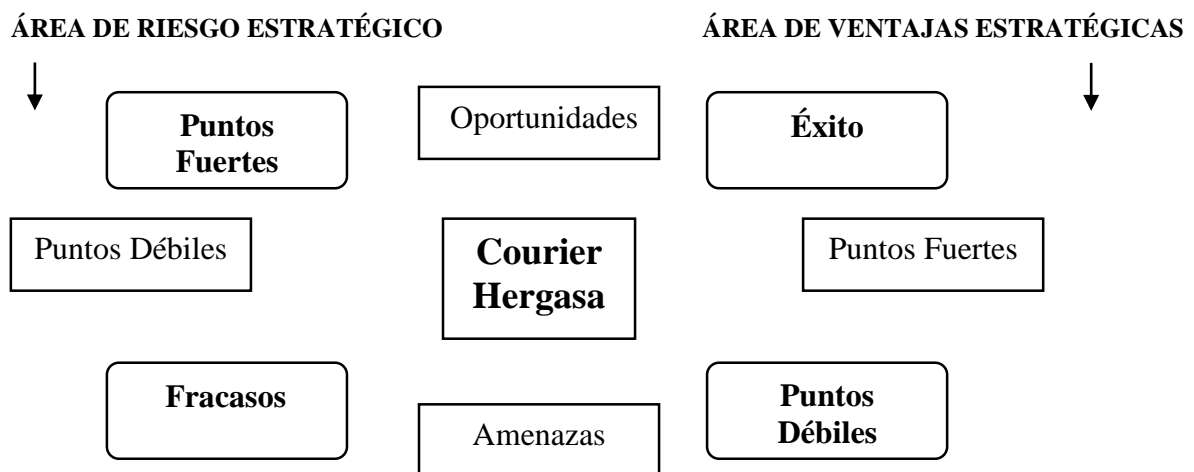 ÁREA DE RIESGO ESTRATÉGICO
ÁREA DE VENTAJAS ESTRATÉGICAS
Puntos
Fuertes
Oportunidades
Éxito
Puntos Débiles
Courier
Hergasa
Puntos Fuertes
Fracasos
Amenazas
Puntos
Débiles